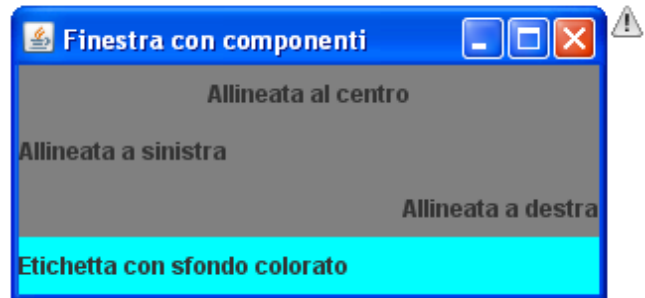 Finestra con componenti
Allineata al centro
Allineata a sinistra
Allineata a destra
Etichetta con sfondo colorato